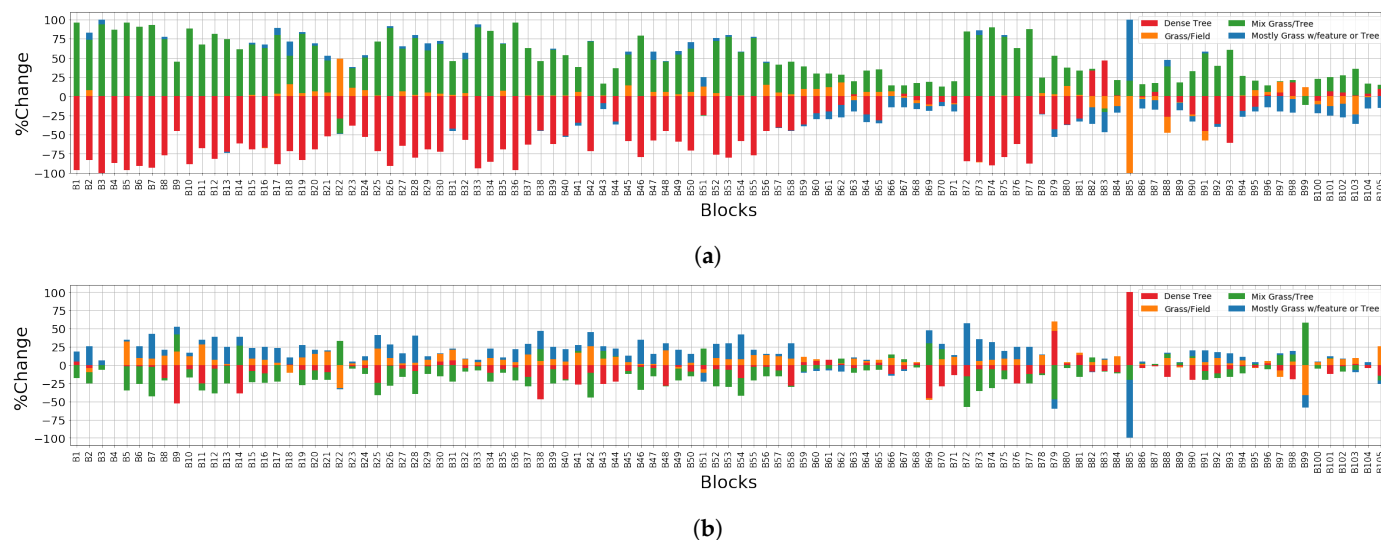 100
75
50
25
0
−25
−50
−75
−100
%Change
Dense Tree
Grass/Field
Mix Grass/Tree
Mostly Grass w/feature or Tree
B1 B2 B3 B4 B5 B6 B7 B8 B9 B10 B11 B12 B13 B14 B15 B16 B17 B18 B19 B20 B21 B22 B23 B24 B25 B26 B27 B28 B29 B30 B31 B32 B33 B34 B35 B36 B37 B38 B39 B40 B41 B42 B43 B44 B45 B46 B47 B48 B49 B50 B51 B52 B53 B54 B55 B56 B57 B58 B59 B60 B61 B62 B63 B64 B65 B66 B67 B68 B69 B70 B71 B72 B73 B74 B75 B76 B77 B78 B79 B80 B81 B82 B83 B84 B85 B86 B87 B88 B89 B90 B91 B92 B93 B94 B95 B96 B97 B98 B99 B100 B101 B102 B103 B104 B105
Blocks
(a)
100
75
50
25
0
−25
−50
−75
−100
%Change
Dense Tree
Grass/Field
Mix Grass/Tree
Mostly Grass w/feature or Tree
B1 B2 B3 B4 B5 B6 B7 B8 B9 B10 B11 B12 B13 B14 B15 B16 B17 B18 B19 B20 B21 B22 B23 B24 B25 B26 B27 B28 B29 B30 B31 B32 B33 B34 B35 B36 B37 B38 B39 B40 B41 B42 B43 B44 B45 B46 B47 B48 B49 B50 B51 B52 B53 B54 B55 B56 B57 B58 B59 B60 B61 B62 B63 B64 B65 B66 B67 B68 B69 B70 B71 B72 B73 B74 B75 B76 B77 B78 B79 B80 B81 B82 B83 B84 B85 B86 B87 B88 B89 B90 B91 B92 B93 B94 B95 B96 B97 B98 B99 B100 B101 B102 B103 B104 B105
Blocks
(b)